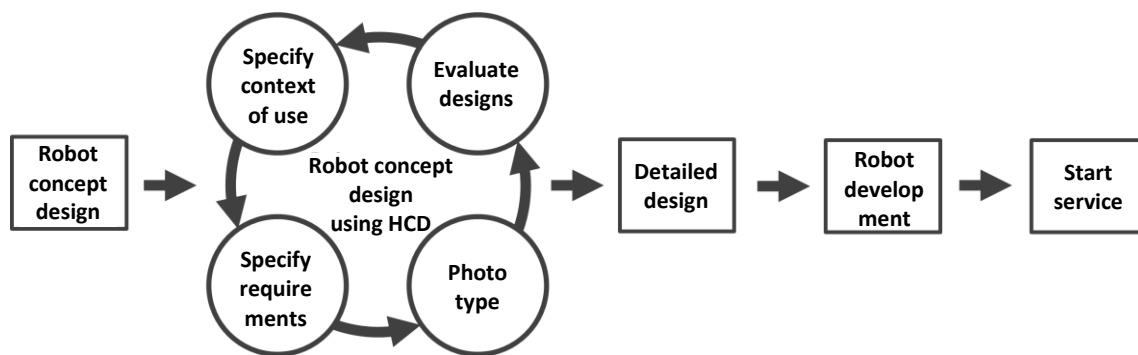 Robot
concept
design
Specify
context
of use
Evaluate
designs
Robot concept
design
using HCD
Specify
require
ments
Photo
type
Detailed
design
Robot
develop
ment
Start
service